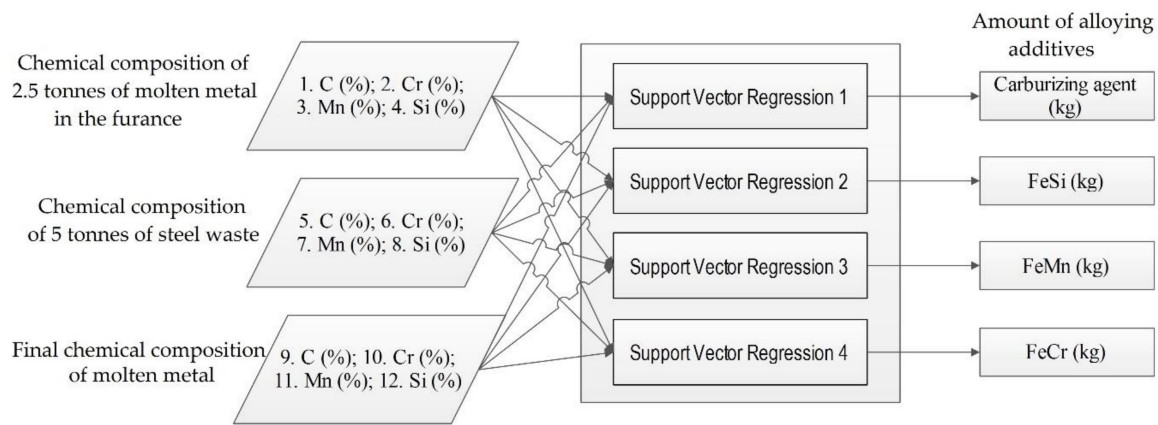 Chemical composition of
2.5 tonnes of molten metal
in the furance
1. C (%); 2. Cr (%);
3. Mn (%); 4. Si (%)
Chemical composition
of 5 tonnes of steel waste
5. C (%); 6. Cr (%);
7. Mn (%); 8. Si (%)
Final chemical composition
of molten metal
9. C (%); 10. Cr (%);
11. Mn (%); 12. Si (%)
Support Vector Regression 1
Support Vector Regression 2
Support Vector Regression 3
Support Vector Regression 4
Amount of alloying
additives
Carburizing agent
(kg)
FeSi (kg)
FeMn (kg)
FeCr (kg)